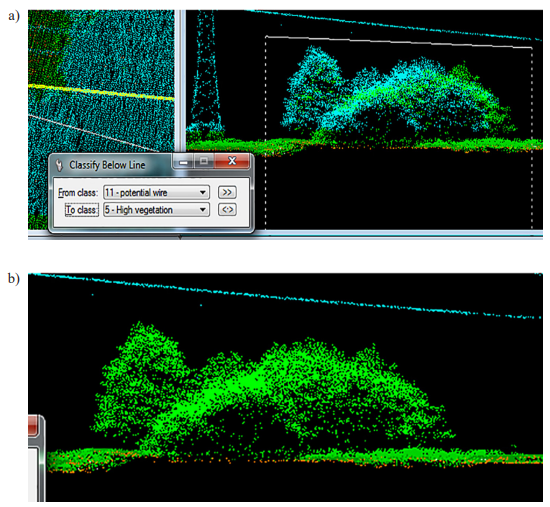 a)
Classify Below Line
From class: 11 - potential wire >>
To class: 5 - High vegetation <·>
b)